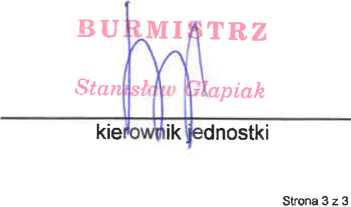 BURMISTRZ
Stanisław Glapiak
kierownik jednostki
Strona 3 z 3